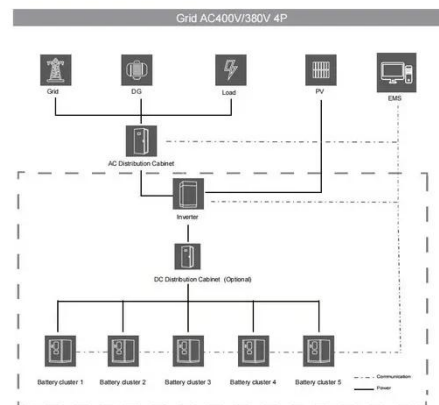 Grid AC400V/380V 4P
Grid
DG
Load
PV
EMS
AC Distribution Cabinet
Inverter
DC Distribution Cabinet (Optional)
Battery cluster 1
Battery cluster 2
Battery cluster 3
Battery cluster 4
Battery cluster 5
Communication
Power